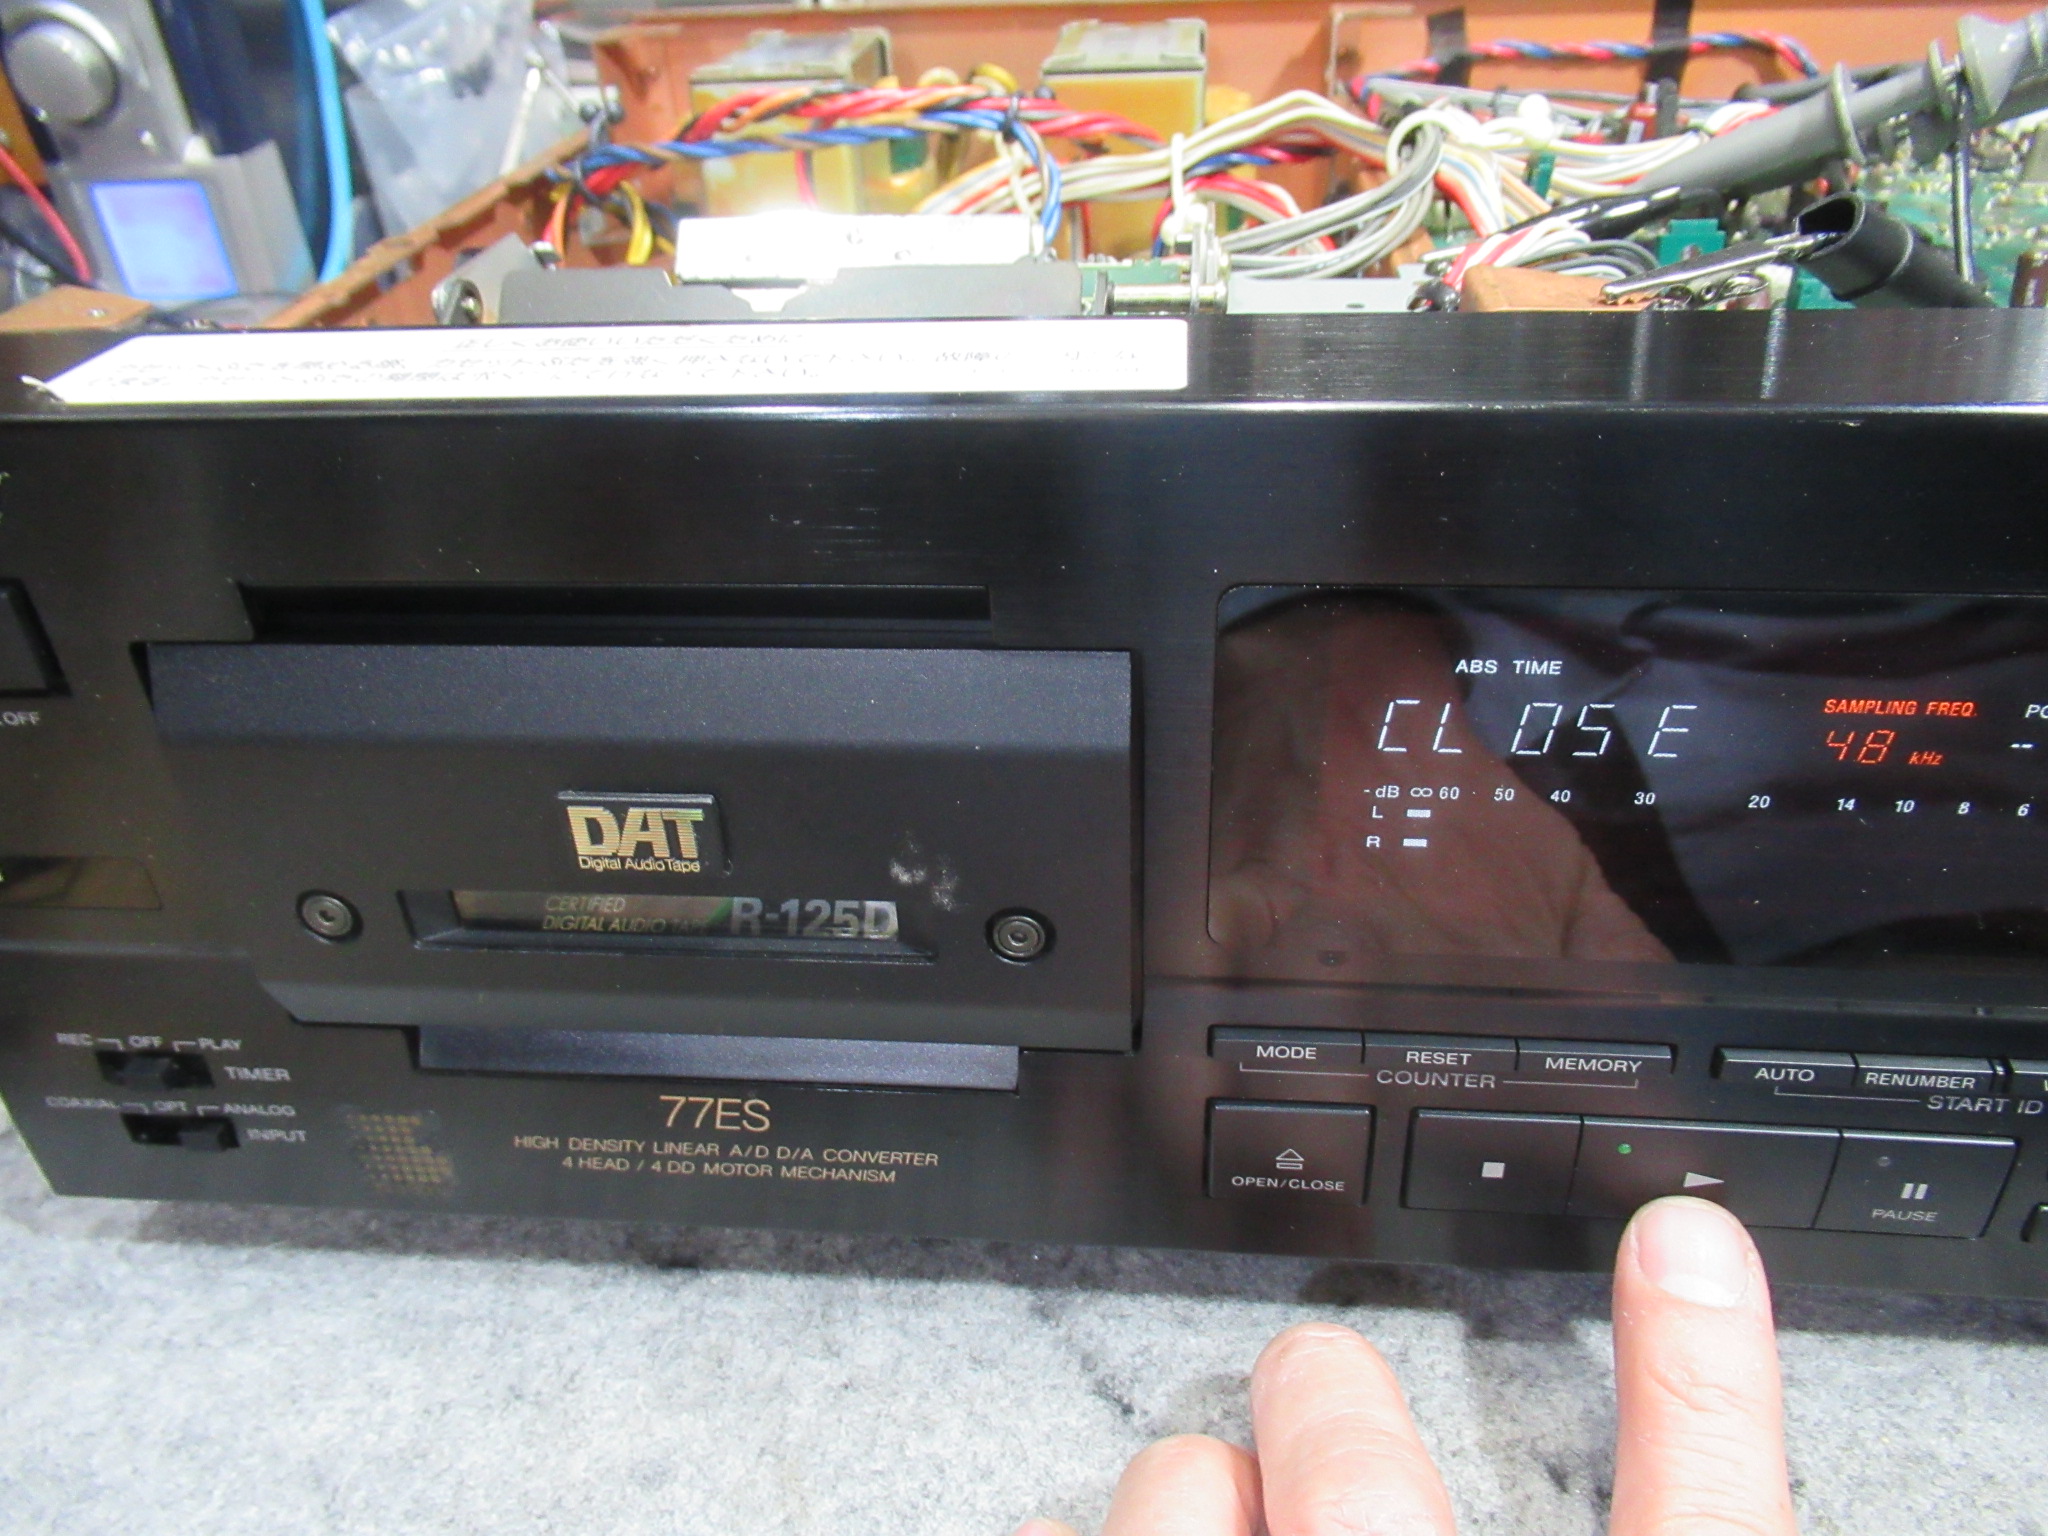 .OFF
DAT
Digital Audio Tape
CERTIFIED
DIGITAL AUDIO TAPE
R-125D
REC OFF PLAY
TIMER
COAXIAL OPT ANALOG
INPUT
77ES
HIGH DENSITY LINEAR A/D D/A CONVERTER
4 HEAD / 4 DD MOTOR MECHANISM
ABS TIME
CLOSE
SAMPLING FREQ.
48 kHz
-dB ∞ 60 · 50 40 30 20 14 10 8 6
L
R
MODE RESET MEMORY
COUNTER
AUTO RENUMBER
START ID
OPEN/CLOSE
PAUSE